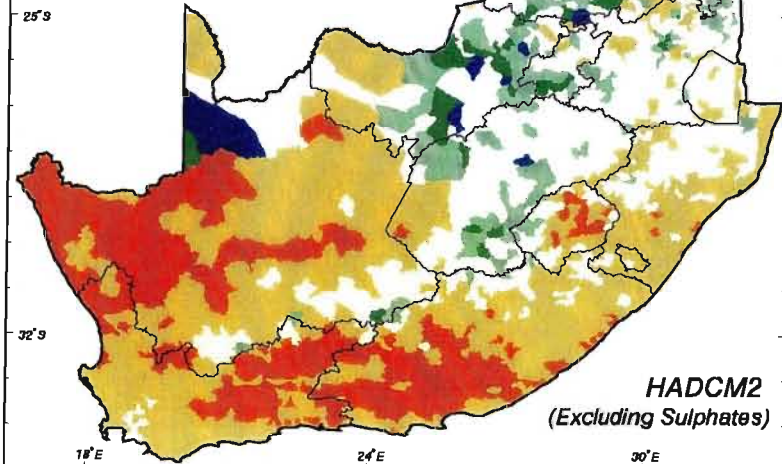 25°S
32°S
HADCM2
(Excluding Sulphates)
18°E 24°E 30°E